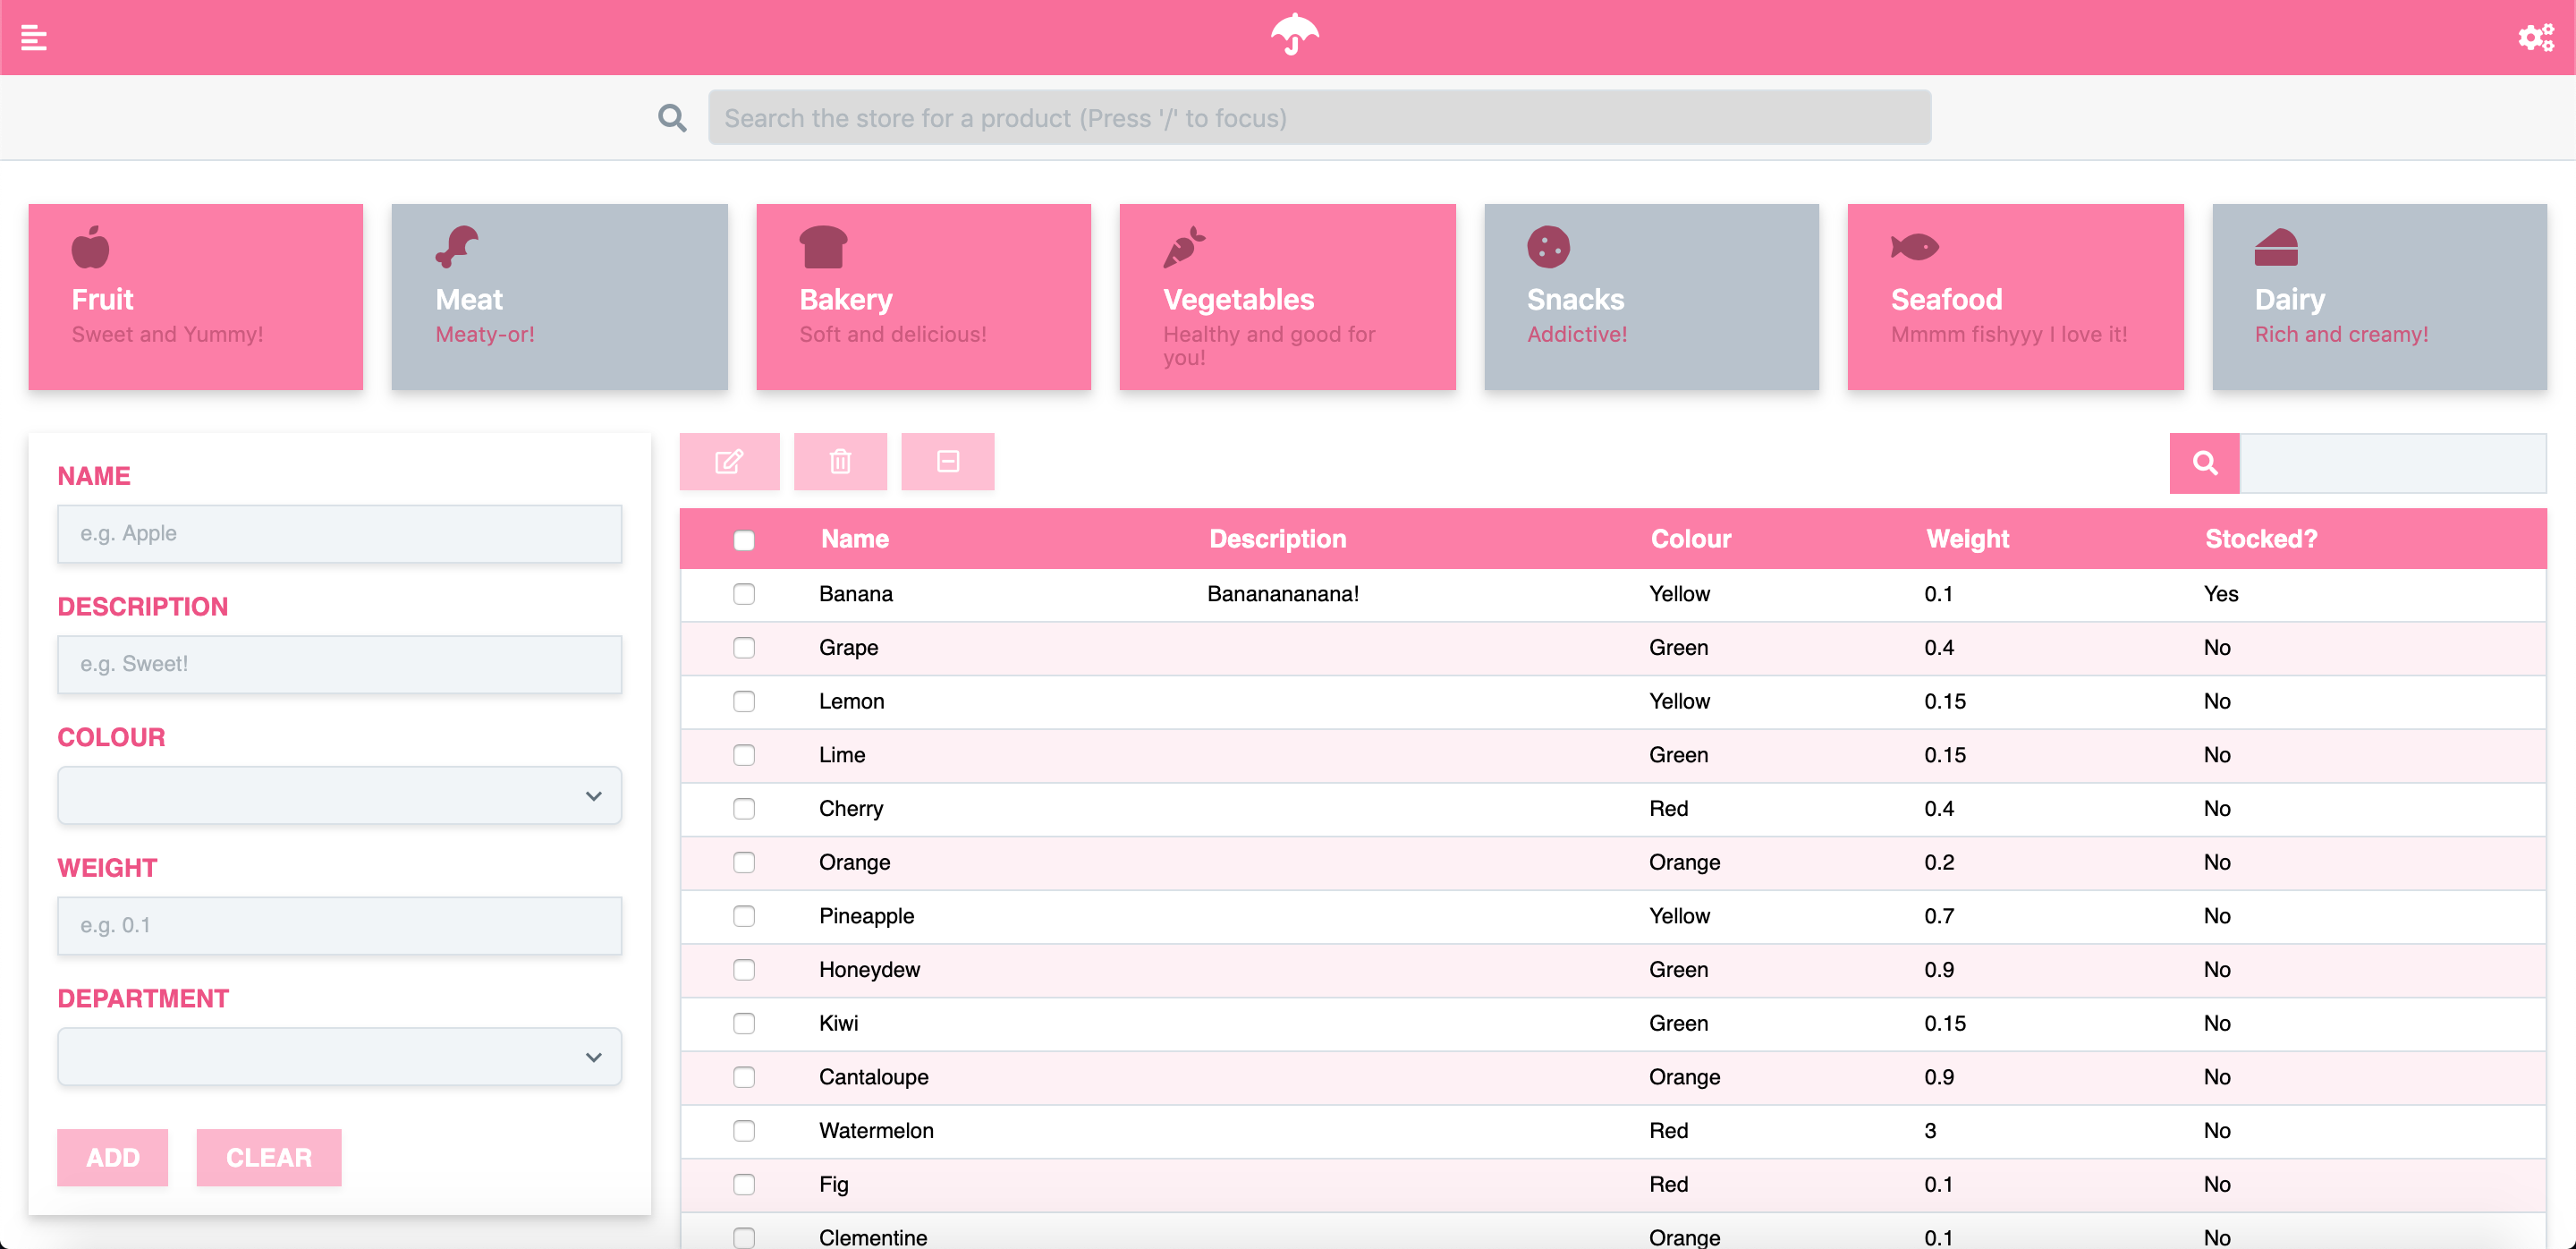 Search the store for a product (Press '/' to focus)
Fruit
Sweet and Yummy!
Meat
Meaty-or!
Bakery
Soft and delicious!
Vegetables
Healthy and good for
you!
Snacks
Addictive!
Seafood
Mmmm fishyyy I love it!
Dairy
Rich and creamy!
NAME
e.g. Apple
DESCRIPTION
e.g. Sweet!
COLOUR
WEIGHT
e.g. 0.1
DEPARTMENT
ADD CLEAR
Name Description Colour Weight Stocked?
Banana Banananana! Yellow 0.1 Yes
Grape Green 0.4 No
Lemon Yellow 0.15 No
Lime Green 0.15 No
Cherry Red 0.4 No
Orange Orange 0.2 No
Pineapple Yellow 0.7 No
Honeydew Green 0.9 No
Kiwi Green 0.15 No
Cantaloupe Orange 0.9 No
Watermelon Red 3 No
Fig Red 0.1 No
Clementine Orange 0.1 No